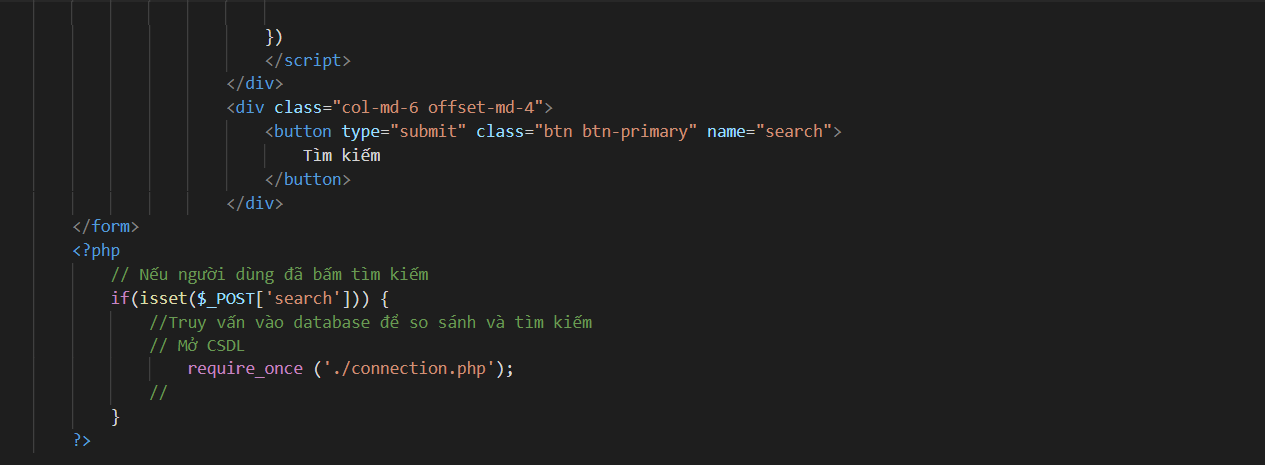 })
</script>
</div>
<div class="col-md-6 offset-md-4">
<button type="submit" class="btn btn-primary" name="search">
Tìm kiếm
</button>
</div>
</form>
<?php
// Nếu người dùng đã bấm tìm kiếm
if(isset($_POST['search'])) {
//Truy vấn vào database để so sánh và tìm kiếm
// Mở CSDL
require_once ('./connection.php');
//
}
?>